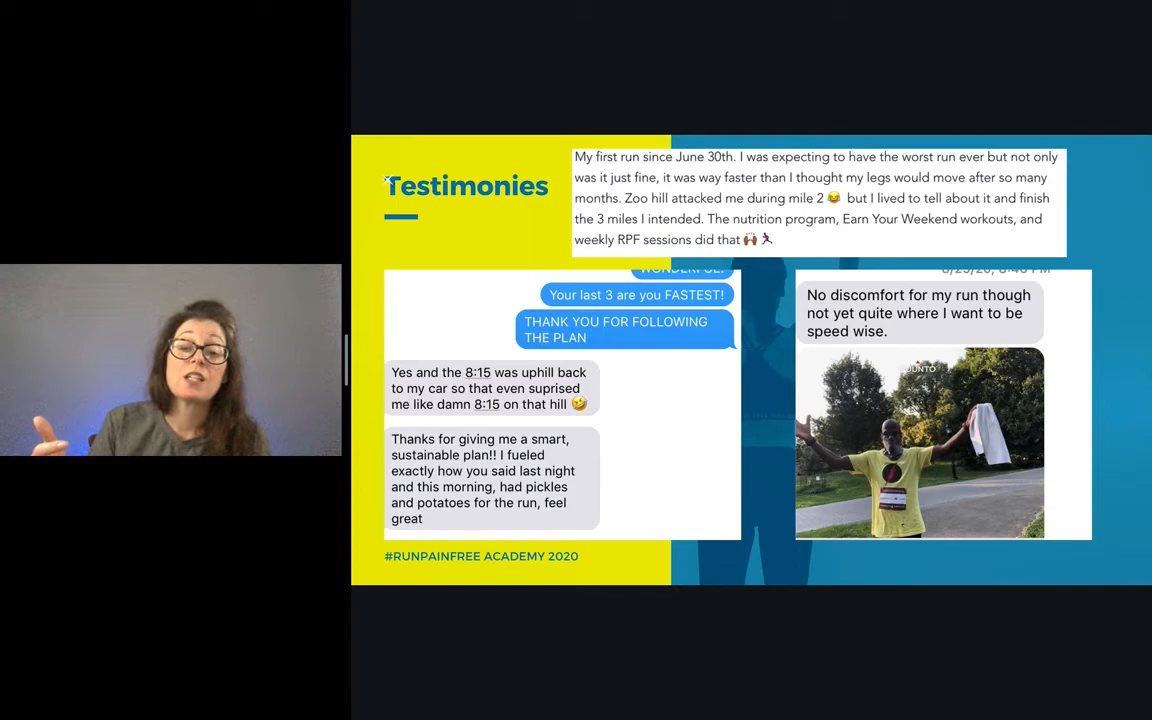 Testimonies
My first run since June 30th. I was expecting to have the worst run ever but not only
was it just fine, it was way faster than I thought my legs would move after so many
months. Zoo hill attacked me during mile 2 😂 but I lived to tell about it and finish
the 3 miles I intended. The nutrition program, Earn Your Weekend workouts, and
weekly RPF sessions did that 🙌🏾 🏃🏾‍♀️
WONDERFUL!
Your last 3 are you FASTEST!
THANK YOU FOR FOLLOWING
THE PLAN
Yes and the 8:15 was uphill back
to my car so that even suprised
me like damn 8:15 on that hill 🤣
Thanks for giving me a smart,
sustainable plan!! I fueled
exactly how you said last night
and this morning, had pickles
and potatoes for the run, feel
great
No discomfort for my run though
not yet quite where I want to be
speed wise.
SUUNTO
#RUNPAINFREE ACADEMY 2020